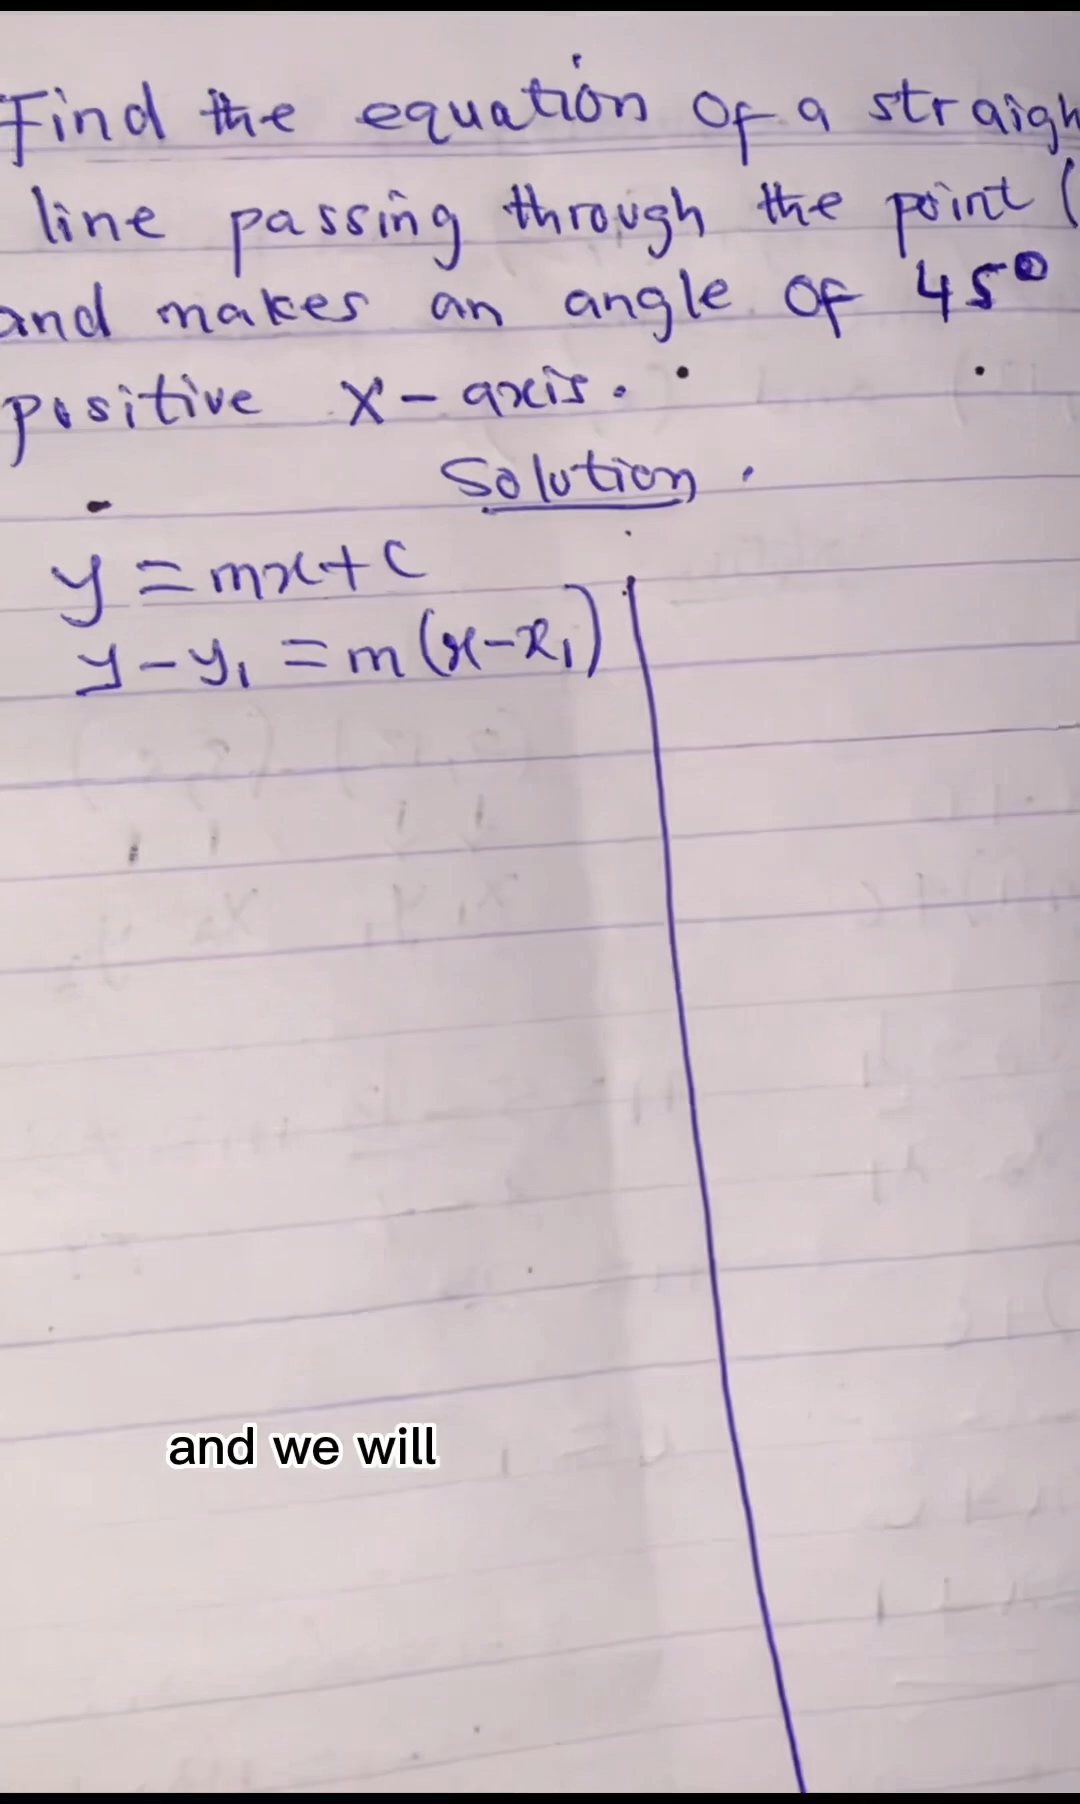 Find the equation of a straigh
line passing through the point (
and makes an angle of 45°
positive X-axis.
Solution.
y = mx + c
y - y₁ = m(x - x₁)
and we will